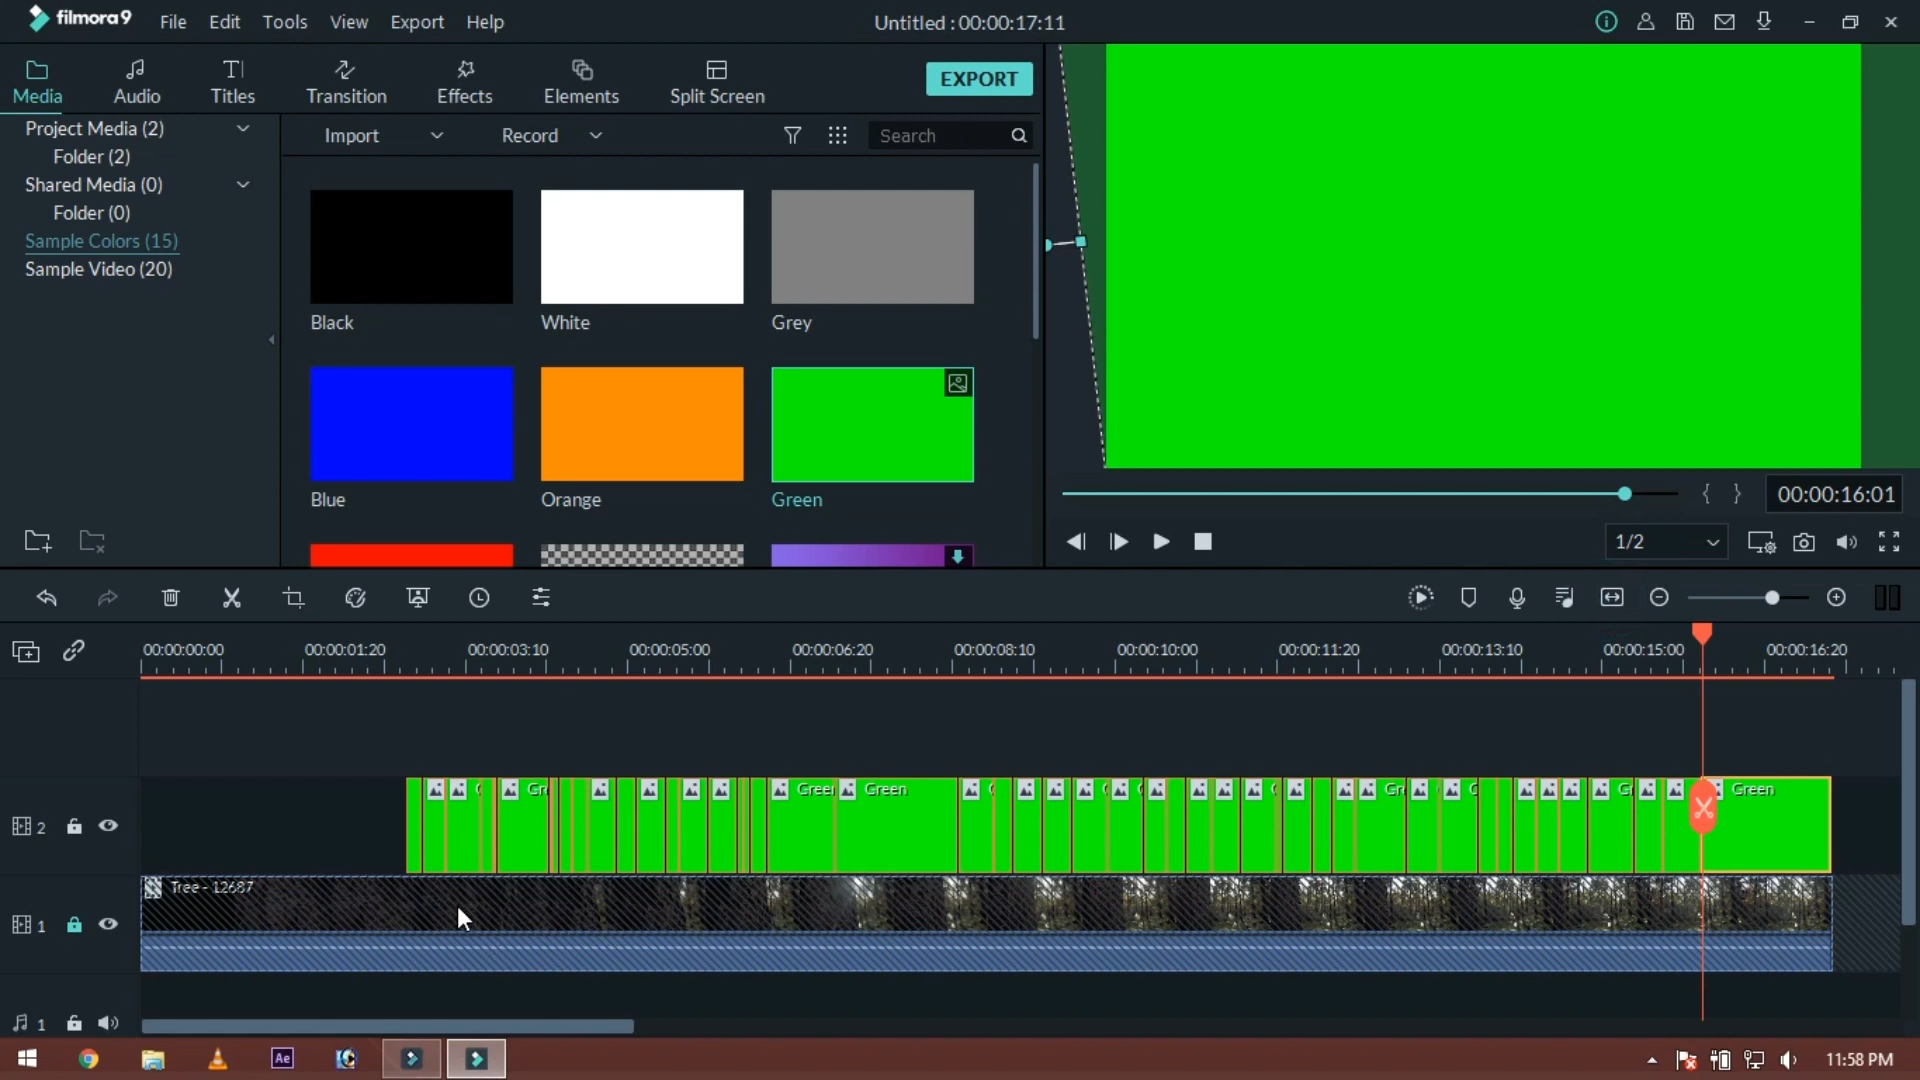 filmora9 File Edit Tools View Export Help Untitled : 00:00:17:11
Media Audio Titles Transition Effects Elements Split Screen EXPORT
Project Media (2)
Folder (2)
Shared Media (0)
Folder (0)
Sample Colors (15)
Sample Video (20)
Import Record Search
Black White Grey
Blue Orange Green
00:00:16:01
1/2
00:00:00:00 00:00:01:20 00:00:03:10 00:00:05:00 00:00:06:20 00:00:08:10 00:00:10:00 00:00:11:20 00:00:13:10 00:00:15:00 00:00:16:20
2 Green Green
1 Tree - 12687
1
Ae 11:58 PM